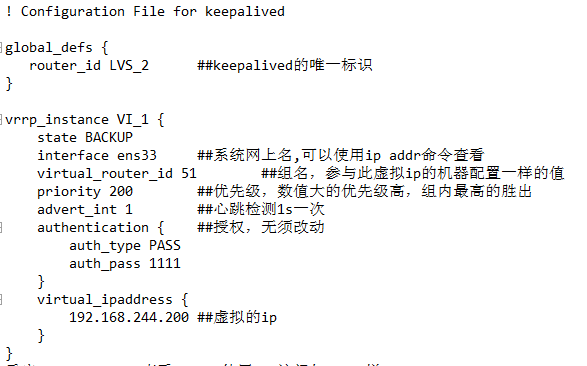 ! Configuration File for keepalived
global_defs {
router_id LVS_2 ##keepalived的唯一标识
}
vrrp_instance VI_1 {
state BACKUP
interface ens33 ##系统网上名,可以使用ip addr命令查看
virtual_router_id 51 ##组名，参与此虚拟ip的机器配置一样的值
priority 200 ##优先级，数值大的优先级高，组内最高的胜出
advert_int 1 ##心跳检测1s一次
authentication { ##授权，无须改动
auth_type PASS
auth_pass 1111
}
virtual_ipaddress {
192.168.244.200 ##虚拟的ip
}
}